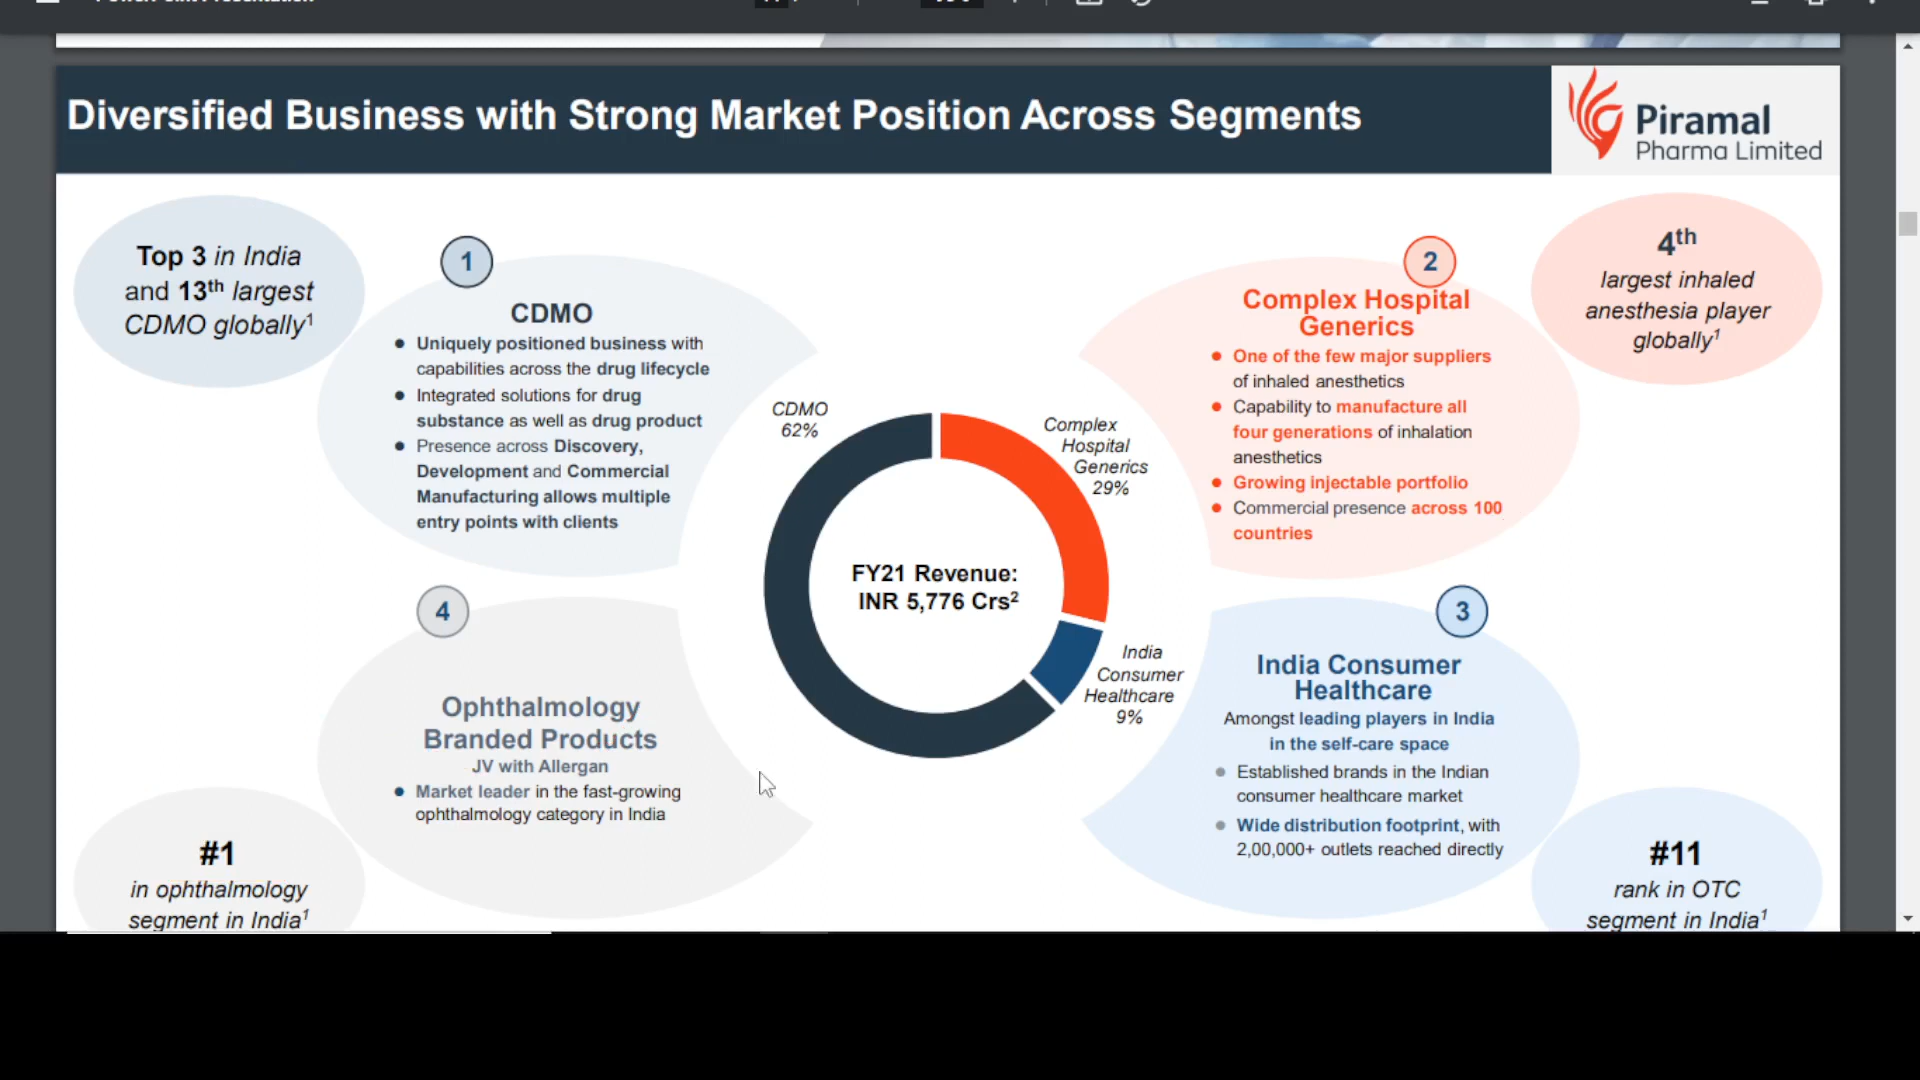 Diversified Business with Strong Market Position Across Segments
Piramal
Pharma Limited
Top 3 in India
and 13th largest
CDMO globally1
1
CDMO
● Uniquely positioned business with
capabilities across the drug lifecycle
● Integrated solutions for drug
substance as well as drug product
● Presence across Discovery,
Development and Commercial
Manufacturing allows multiple
entry points with clients
2
Complex Hospital
Generics
● One of the few major suppliers
of inhaled anesthetics
● Capability to manufacture all
four generations of inhalation
anesthetics
● Growing injectable portfolio
● Commercial presence across 100
countries
4th
largest inhaled
anesthesia player
globally1
CDMO
62%
Complex
Hospital
Generics
29%
FY21 Revenue:
INR 5,776 Crs2
India
Consumer
Healthcare
9%
4
Ophthalmology
Branded Products
JV with Allergan
● Market leader in the fast-growing
ophthalmology category in India
#1
in ophthalmology
segment in India1
3
India Consumer
Healthcare
Amongst leading players in India
in the self-care space
● Established brands in the Indian
consumer healthcare market
● Wide distribution footprint, with
2,00,000+ outlets reached directly
#11
rank in OTC
segment in India1